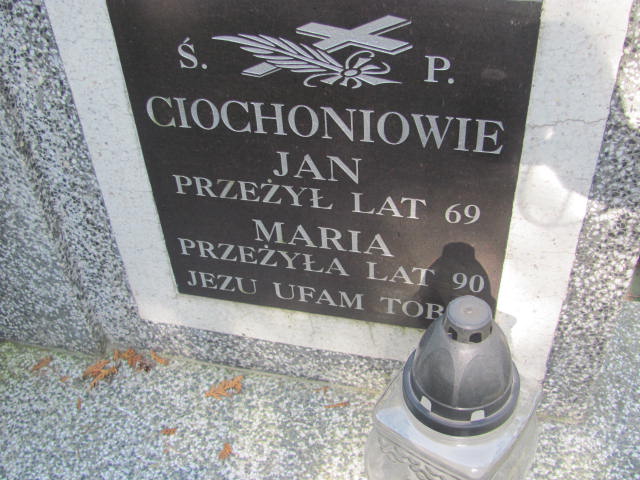 Ś. P.
CIOCHONIOWIE
JAN
PRZEŻYŁ LAT 69
MARIA
PRZEŻYŁA LAT 90
JEZU UFAM